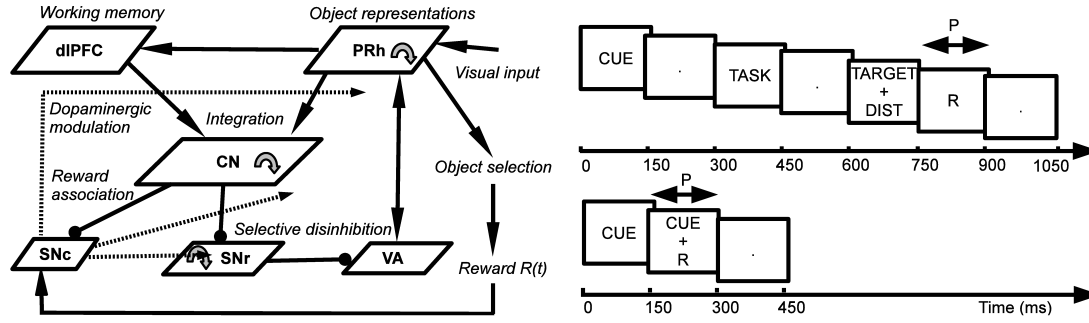 Working memory
Object representations
dlPFC
PRh
Visual input
Dopaminergic
modulation
Integration
CN
Object selection
Reward
association
Selective disinhibition
SNc
SNr
VA
Reward R(t)
P
CUE
.
TASK
.
TARGET
+
DIST
R
.
0 150 300 450 600 750 900 1050
P
CUE
CUE
+
R
.
0 150 300 450 Time (ms)